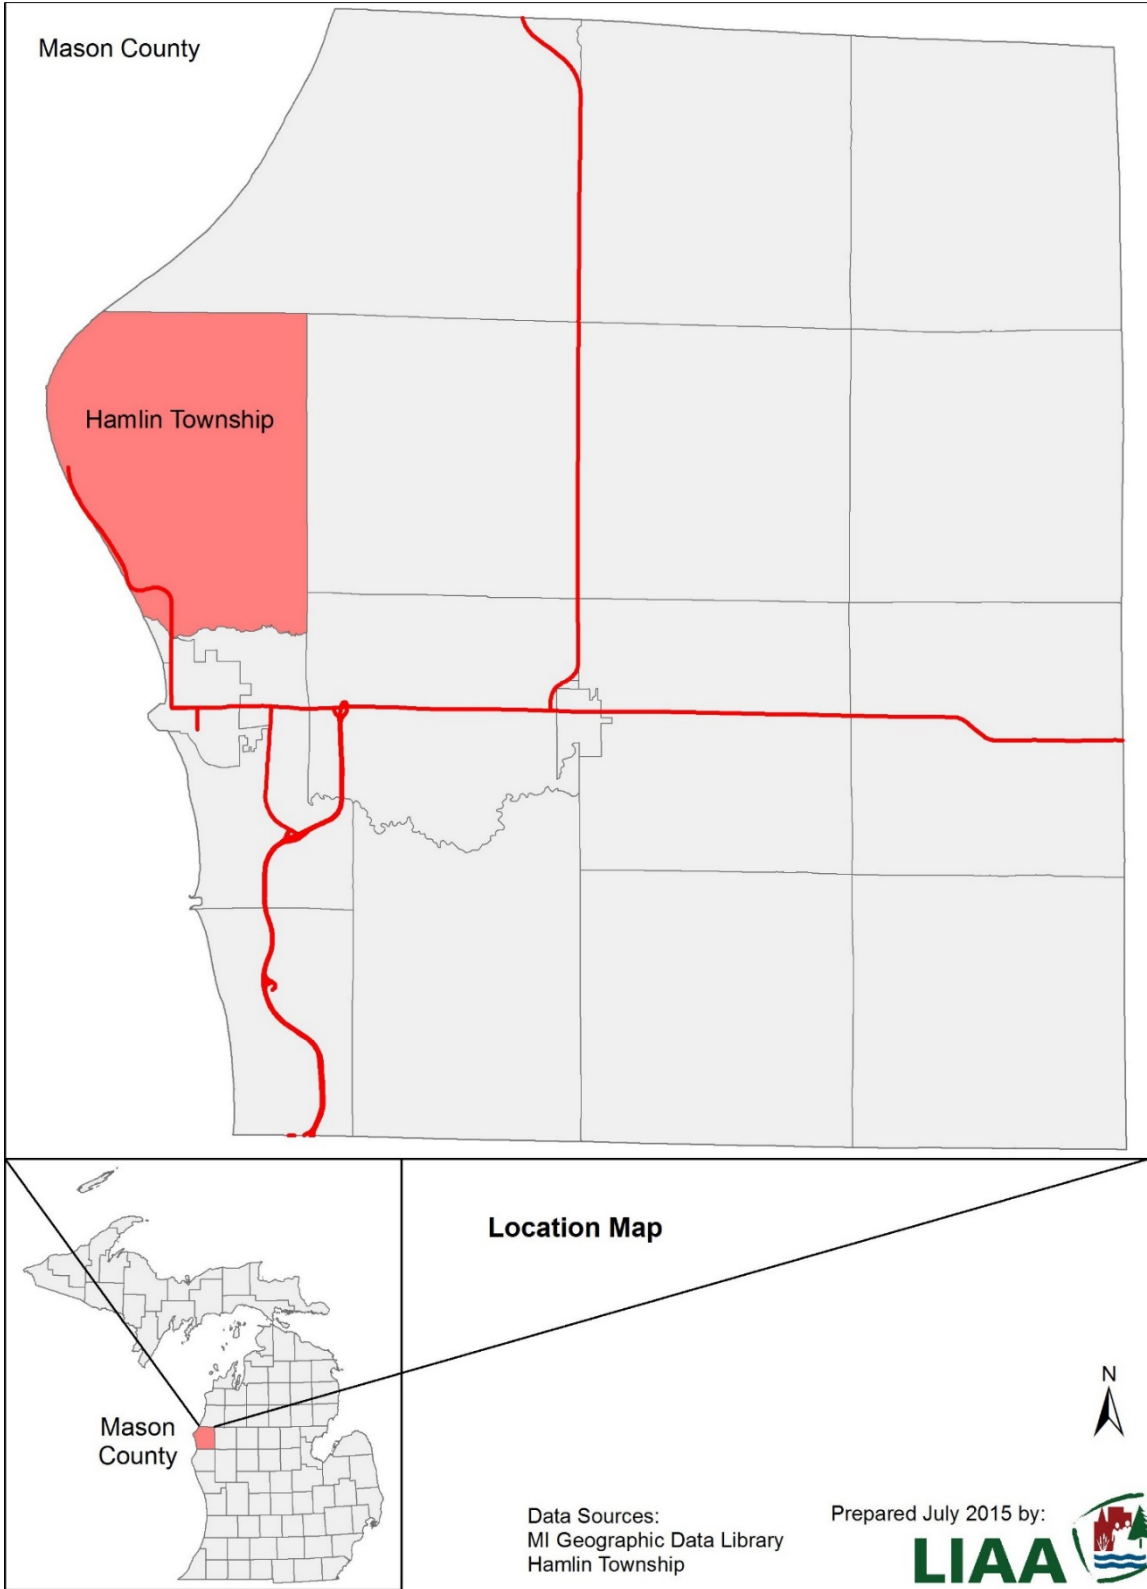 Mason County
Hamlin Township
Location Map
Mason
County
N
Data Sources:
MI Geographic Data Library
Hamlin Township
Prepared July 2015 by:
LIAA